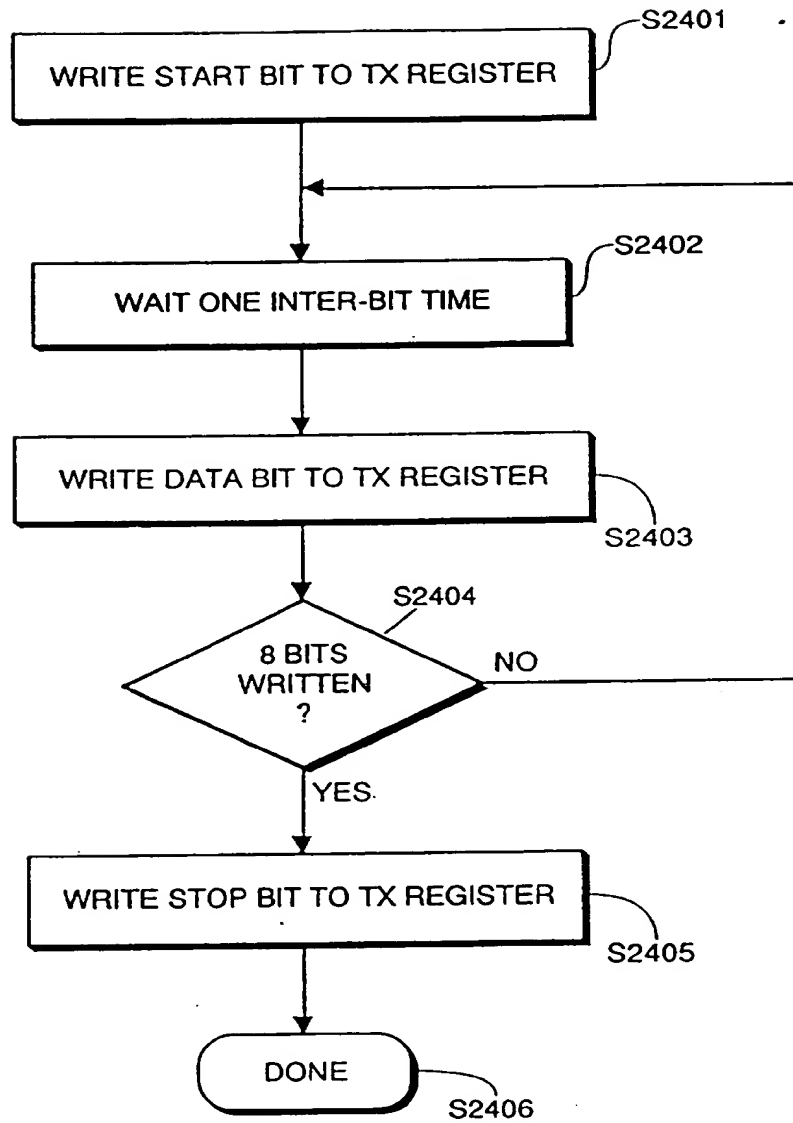 S2401
WRITE START BIT TO TX REGISTER
S2402
WAIT ONE INTER-BIT TIME
WRITE DATA BIT TO TX REGISTER
S2403
S2404
8 BITS
WRITTEN
?
NO
YES
WRITE STOP BIT TO TX REGISTER
S2405
DONE
S2406